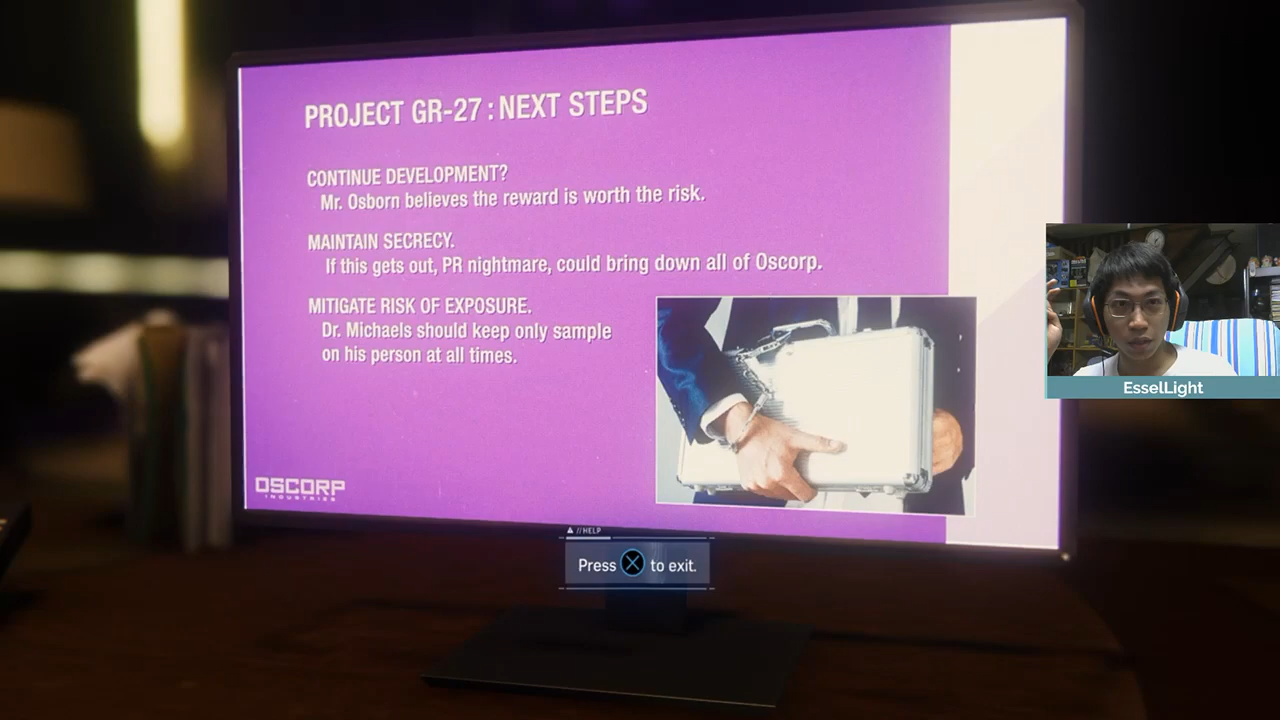 PROJECT GR-27 : NEXT STEPS
CONTINUE DEVELOPMENT?
Mr. Osborn believes the reward is worth the risk.
MAINTAIN SECRECY.
If this gets out, PR nightmare, could bring down all of Oscorp.
MITIGATE RISK OF EXPOSURE.
Dr. Michaels should keep only sample
on his person at all times.
EsselLight
OSCORP
INDUSTRIES
//HELP
Press X to exit.